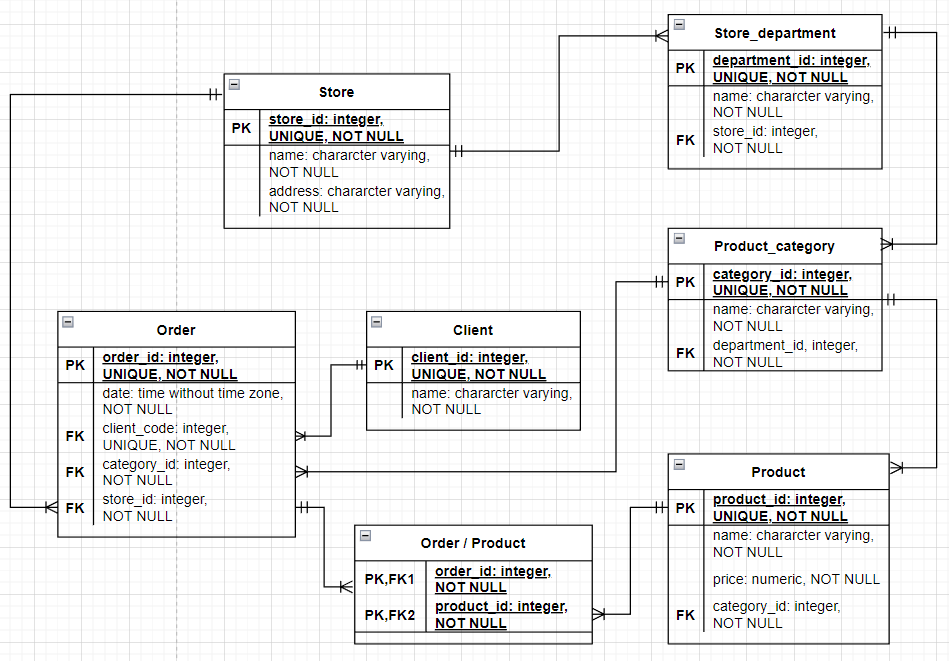 Store_department
PK
department_id: integer,
UNIQUE, NOT NULL
name: chararcter varying,
NOT NULL
FK
store_id: integer,
NOT NULL
Store
PK
store_id: integer,
UNIQUE, NOT NULL
name: chararcter varying,
NOT NULL
address: chararcter varying,
NOT NULL
Product_category
PK
category_id: integer,
UNIQUE, NOT NULL
name: chararcter varying,
NOT NULL
FK
department_id, integer,
NOT NULL
Order
PK
order_id: integer,
UNIQUE, NOT NULL
date: time without time zone,
NOT NULL
FK
client_code: integer,
UNIQUE, NOT NULL
FK
category_id: integer,
NOT NULL
FK
store_id: integer,
NOT NULL
Client
PK
client_id: integer,
UNIQUE, NOT NULL
name: chararcter varying,
NOT NULL
Product
PK
product_id: integer,
UNIQUE, NOT NULL
name: chararcter varying,
NOT NULL
price: numeric, NOT NULL
FK
category_id: integer,
NOT NULL
Order / Product
PK,FK1
order_id: integer,
NOT NULL
PK,FK2
product_id: integer,
NOT NULL